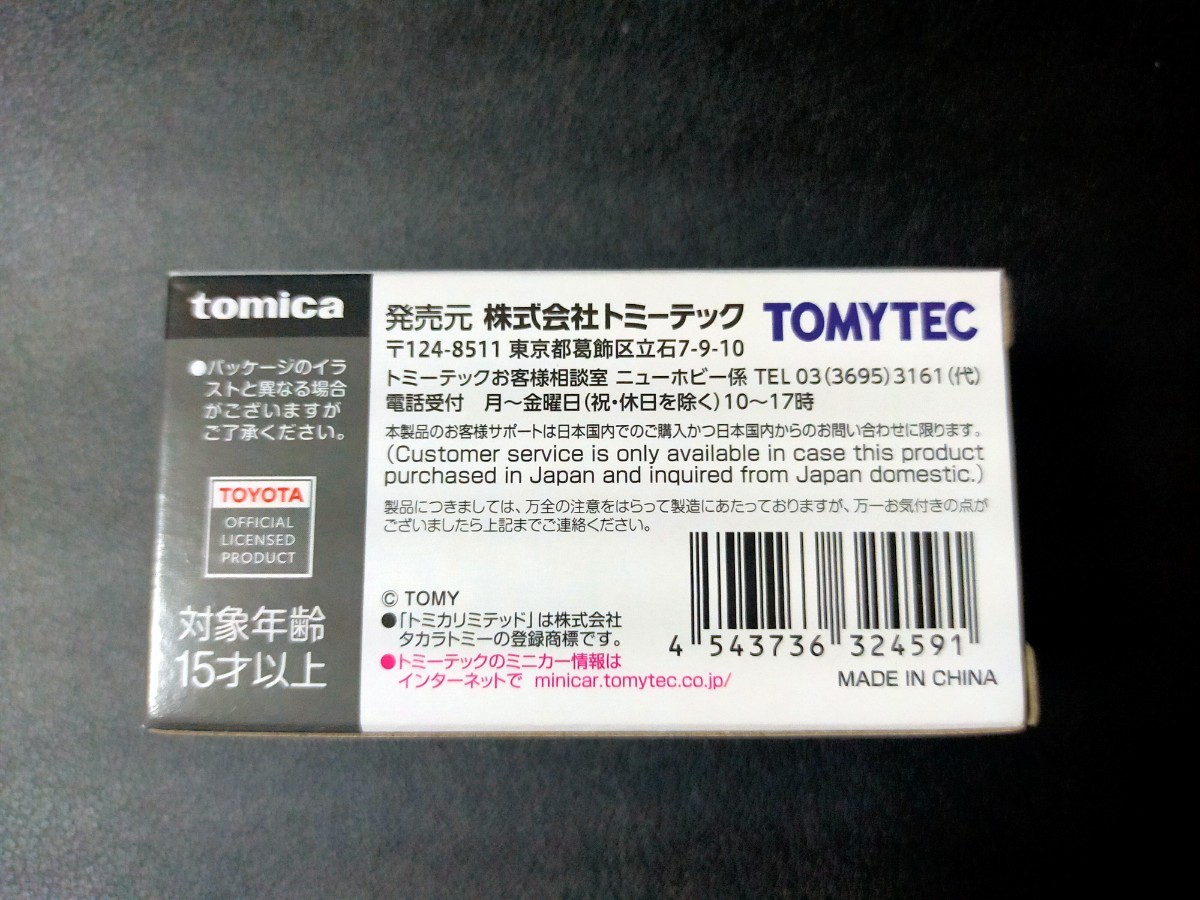 tomica
●パッケージのイラ
ストと異なる場合
がございますが
ご了承ください。
TOYOTA
OFFICIAL
LICENSED
PRODUCT
対象年齢
15才以上
発売元 株式会社トミーテック TOMYTEC
〒124-8511 東京都葛飾区立石7-9-10
トミーテックお客様相談室 ニューホビー係 TEL 03(3695)3161(代)
電話受付 月～金曜日(祝・休日を除く)10～17時
本製品のお客様サポートは日本国内でのご購入かつ日本国内からのお問い合わせに限ります。
(Customer service is only available in case this product
purchased in Japan and inquired from Japan domestic.)
製品につきましては、万全の注意をはらって製造にあたっておりますが、万一お気付きの点が
ございましたら上記までご連絡ください。
© TOMY
●「トミカリミテッド」は株式会社
タカラトミーの登録商標です。
●トミーテックのミニカー情報は
インターネットで minicar.tomytec.co.jp/
4 543736 324591
MADE IN CHINA